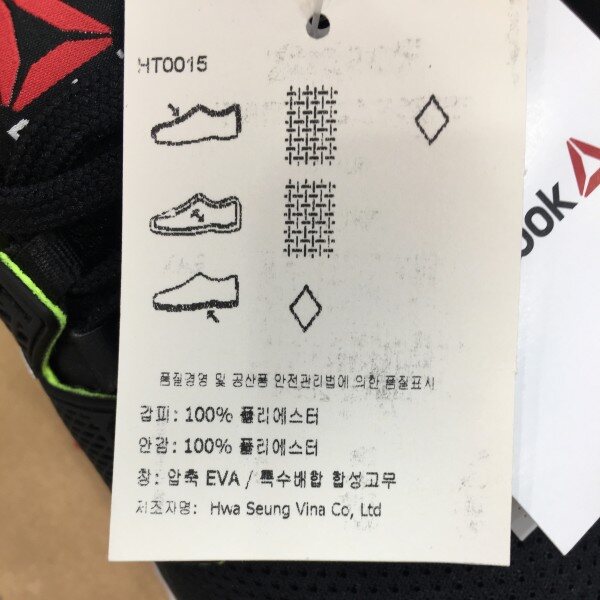 HT0015
ook
품질경영 및 공산품 안전관리법에 의한 품질표시
갑피: 100% 폴리에스터
안감: 100% 폴리에스터
창: 압축 EVA / 특수배합 합성고무
제조자명: Hwa Seung Vina Co, Ltd